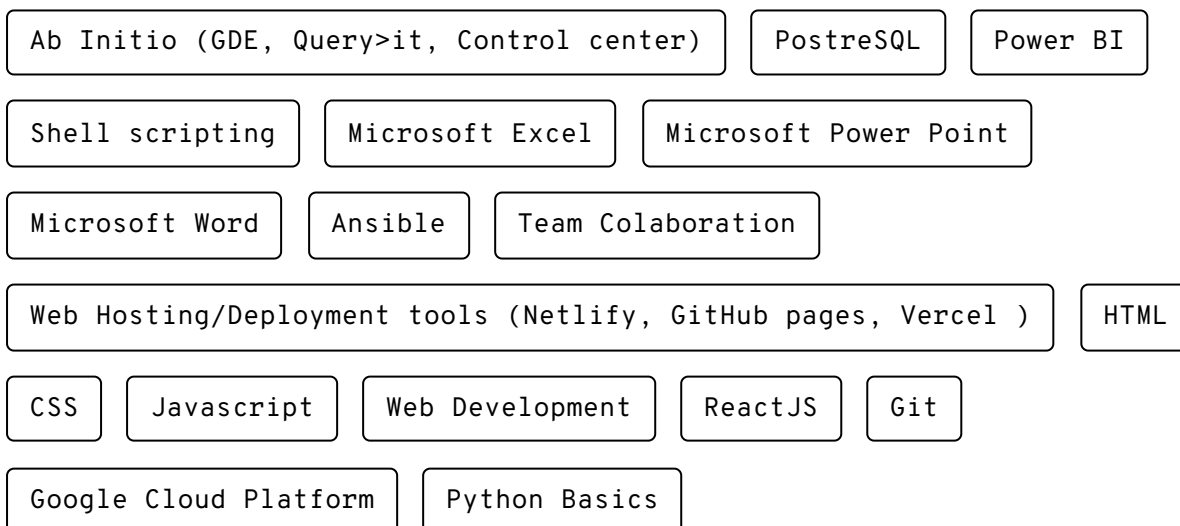 Ab Initio (GDE, Query>it, Control center) PostreSQL Power BI
Shell scripting Microsoft Excel Microsoft Power Point
Microsoft Word Ansible Team Colaboration
Web Hosting/Deployment tools (Netlify, GitHub pages, Vercel ) HTML
CSS Javascript Web Development ReactJS Git
Google Cloud Platform Python Basics